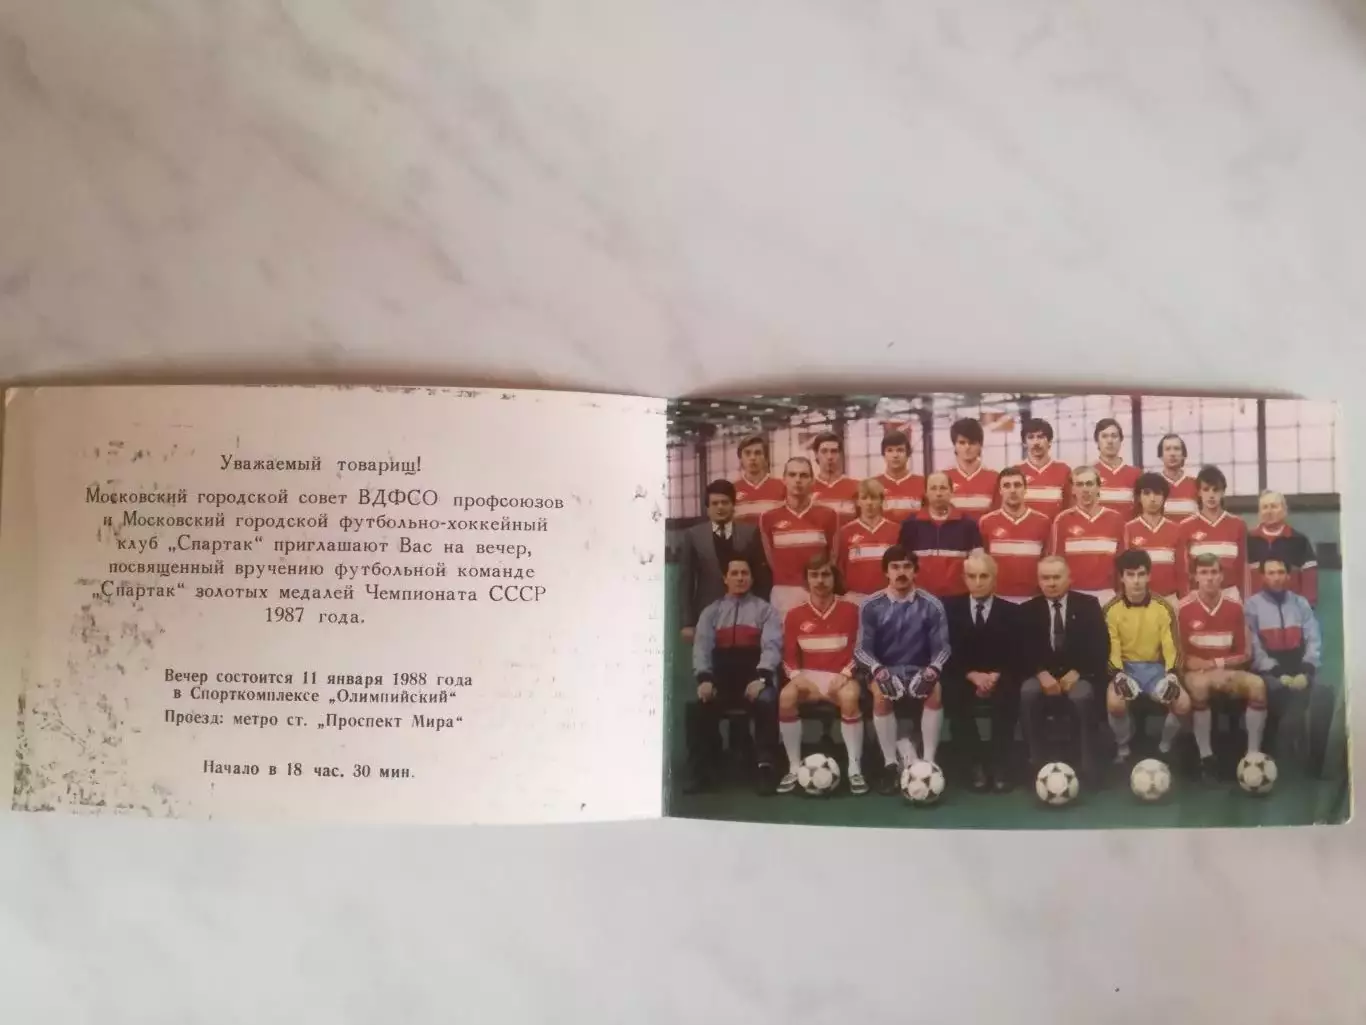 Уважаемый товарищ!
Московский городской совет ВДФСО профсоюзов
и Московский городской футбольно-хоккейный
клуб „Спартак“ приглашают Вас на вечер,
посвященный вручению футбольной команде
„Спартак“ золотых медалей Чемпионата СССР
1987 года.
Вечер состоится 11 января 1988 года
в Спорткомплексе „Олимпийский“
Проезд: метро ст. „Проспект Мира“
Начало в 18 час. 30 мин.